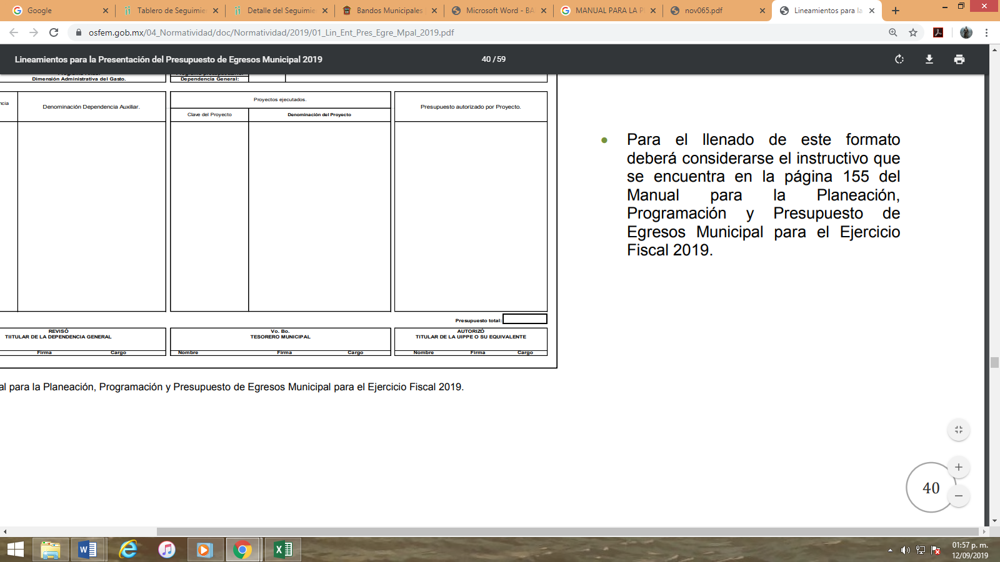 Google
Tablero de Seguimie
Detalle del Seguimie
Bandos Municipales
Microsoft Word - BA
MANUAL PARA LA P
nov065.pdf
Lineamientos para la
osfem.gob.mx/04_Normatividad/doc/Normatividad/2019/01_Lin_Ent_Pres_Egre_Mpal_2019.pdf
Lineamientos para la Presentación del Presupuesto de Egresos Municipal 2019
40 / 59
Dimensión Administrativa del Gasto.
Dependencia General:
ncia
Denominación Dependencia Auxiliar.
Proyectos ejecutados.
Clave del Proyecto
Denominación del Proyecto
Presupuesto autorizado por Proyecto.
Presupuesto total:
REVISÓ
TIITULAR DE LA DEPENDENCIA GENERAL
Firma Cargo
Vo. Bo.
TESORERO MUNICIPAL
Nombre Firma Cargo
AUTORIZÓ
TITULAR DE LA UIPPE O SU EQUIVALENTE
Nombre Firma Cargo
al para la Planeación, Programación y Presupuesto de Egresos Municipal para el Ejercicio Fiscal 2019.
Para el llenado de este formato
deberá considerarse el instructivo que
se encuentra en la página 155 del
Manual para la Planeación,
Programación y Presupuesto de
Egresos Municipal para el Ejercicio
Fiscal 2019.
40
01:57 p. m.
12/09/2019